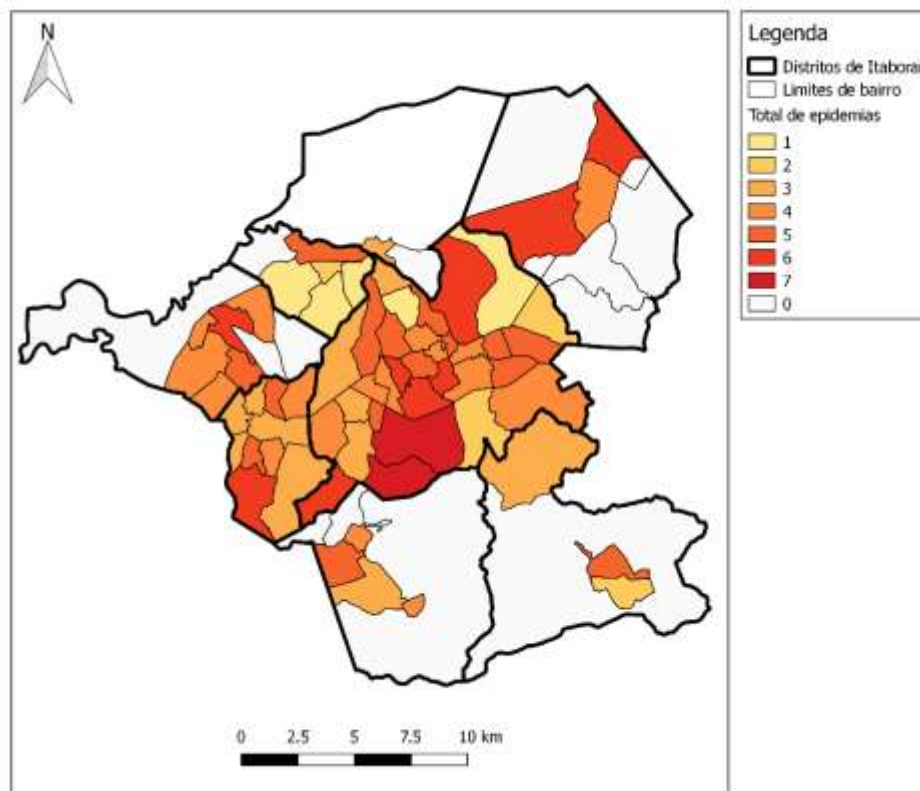 N
Legenda
Distritos de Itaboraí
Limites de bairro
Total de epidemias
1
2
3
4
5
6
7
0
0 2.5 5 7.5 10 km